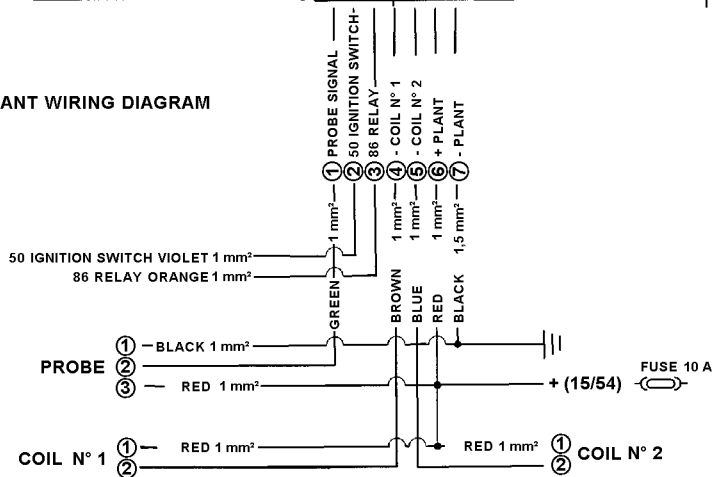 PROBE SIGNAL
50 IGNITION SWITCH
86 RELAY
- COIL N° 1
- COIL N° 2
+ PLANT
- PLANT
ANT WIRING DIAGRAM
1
2
3
4
5
6
7
1 mm²
1 mm²
1 mm²
1 mm²
1,5 mm²
50 IGNITION SWITCH VIOLET 1 mm²
86 RELAY ORANGE 1 mm²
GREEN
BROWN
BLUE
RED
BLACK
PROBE
1
BLACK 1 mm²
2
3
RED 1 mm²
+ (15/54)
FUSE 10 A
COIL N° 1
1
RED 1 mm²
2
RED 1 mm²
1
2
COIL N° 2